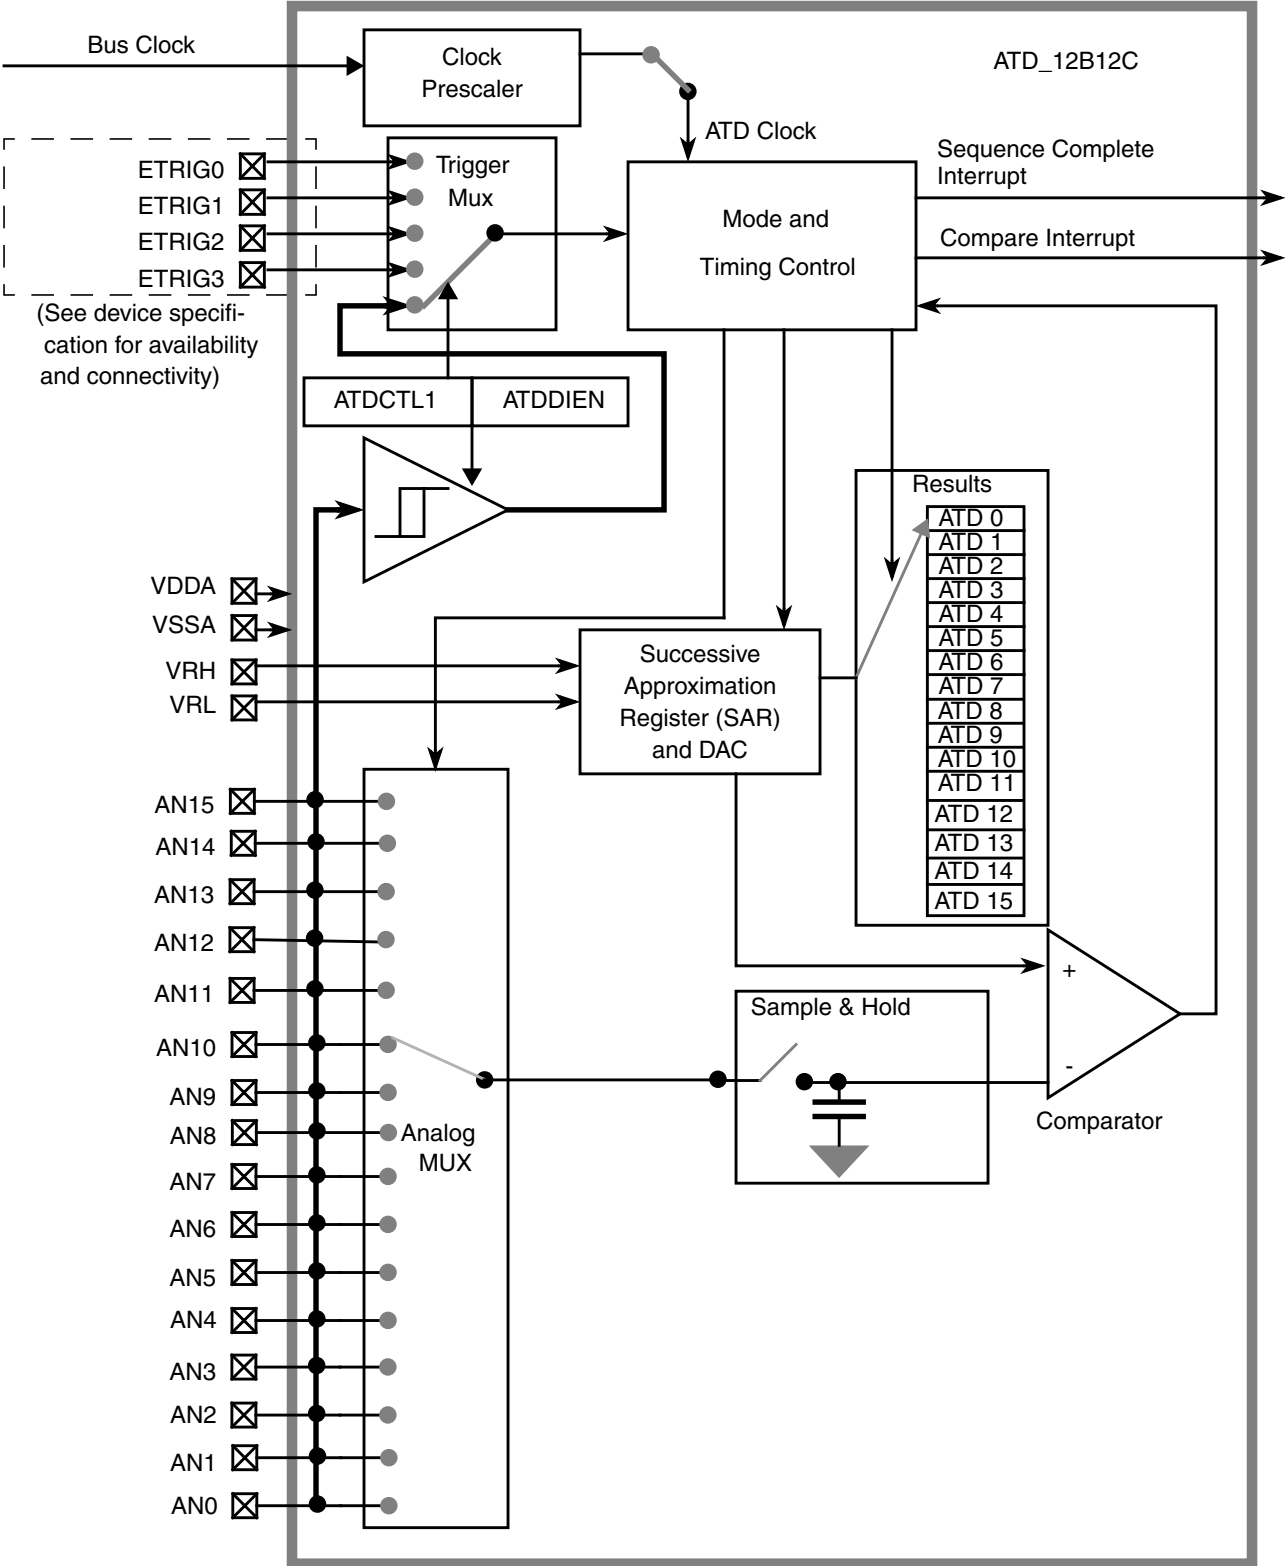 Bus Clock
Clock
Prescaler
ATD_12B12C
ATD Clock
ETRIG0
ETRIG1
ETRIG2
ETRIG3
(See device specifi-
cation for availability
and connectivity)
Trigger
Mux
Mode and
Timing Control
Sequence Complete
Interrupt
Compare Interrupt
ATDCTL1
ATDDIEN
Results
ATD 0
ATD 1
ATD 2
ATD 3
ATD 4
ATD 5
ATD 6
ATD 7
ATD 8
ATD 9
ATD 10
ATD 11
ATD 12
ATD 13
ATD 14
ATD 15
VDDA
VSSA
VRH
VRL
Successive
Approximation
Register (SAR)
and DAC
AN15
AN14
AN13
AN12
AN11
AN10
AN9
AN8
AN7
AN6
AN5
AN4
AN3
AN2
AN1
AN0
Analog
MUX
Sample & Hold
+
-
Comparator